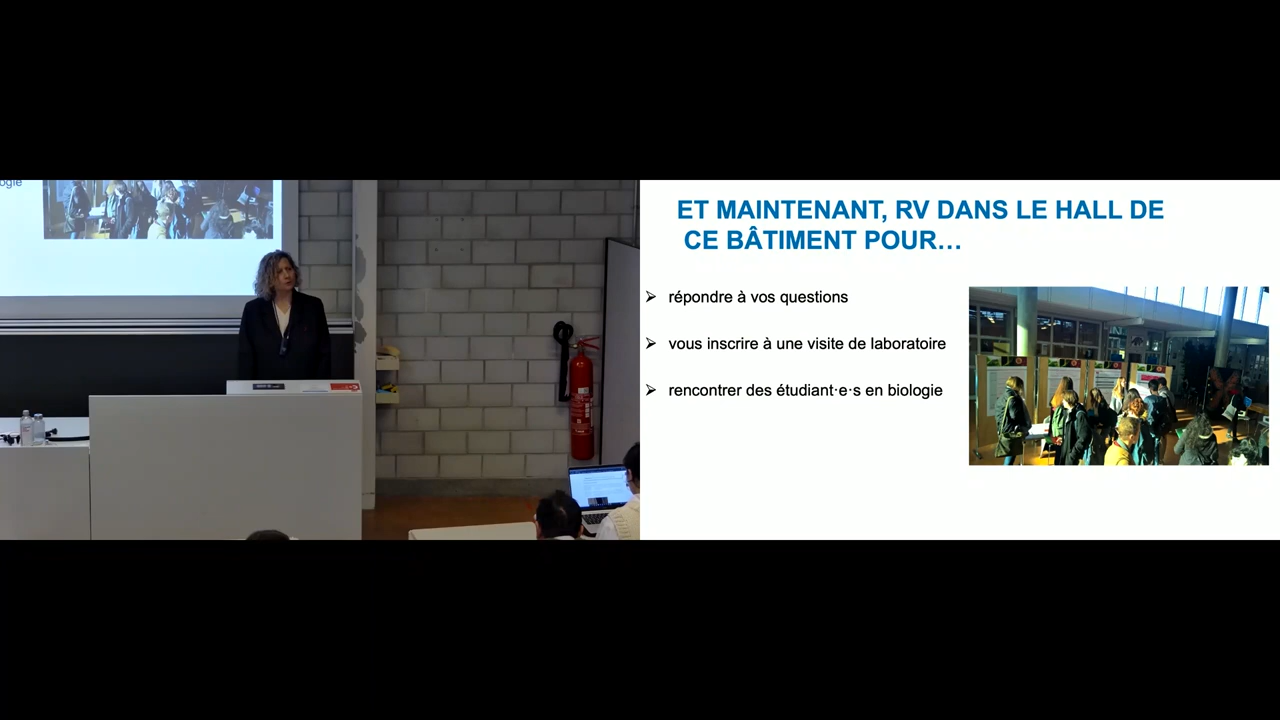 ogie
ET MAINTENANT, RV DANS LE HALL DE
CE BÂTIMENT POUR…
répondre à vos questions
vous inscrire à une visite de laboratoire
rencontrer des étudiant·e·s en biologie